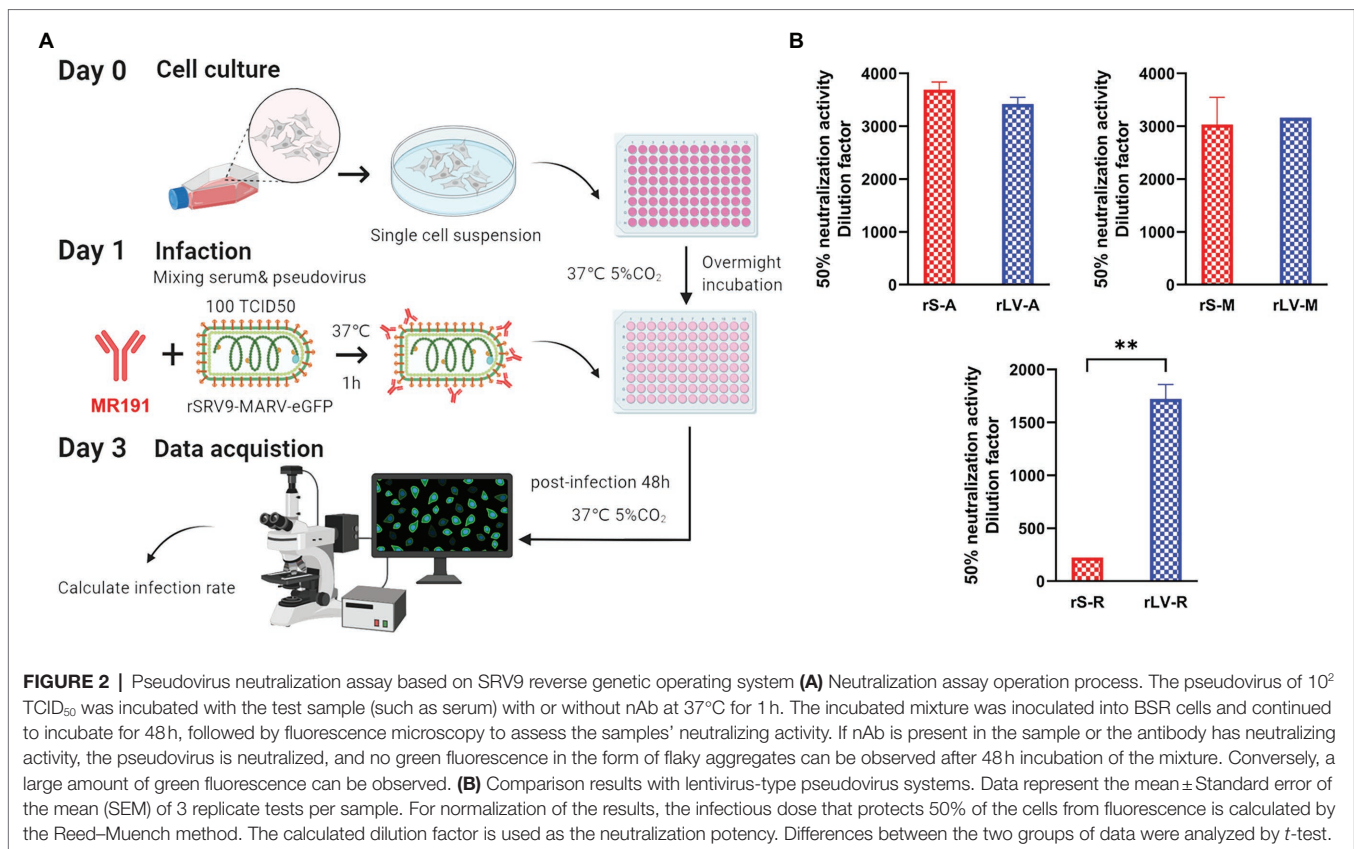 A
Day 0 Cell culture
Single cell suspension
37°C 5%CO₂
Overmight
incubation
Day 1 Infaction
Mixing serum& pseudovirus
100 TCID50
37°C
1h
MR191
rSRV9-MARV-eGFP
Day 3 Data acquistion
post-infection 48h
37°C 5%CO₂
Calculate infection rate
B
50% neutralization activity
Dilution factor
4000
3000
2000
1000
0
rS-A rLV-A
50% neutralization activity
Dilution factor
4000
3000
2000
1000
0
rS-M rLV-M
50% neutralization activity
Dilution factor
2000
1500
1000
500
0
**
rS-R rLV-R
FIGURE 2 | Pseudovirus neutralization assay based on SRV9 reverse genetic operating system (A) Neutralization assay operation process. The pseudovirus of 10²
TCID₅₀ was incubated with the test sample (such as serum) with or without nAb at 37°C for 1h. The incubated mixture was inoculated into BSR cells and continued
to incubate for 48h, followed by fluorescence microscopy to assess the samples' neutralizing activity. If nAb is present in the sample or the antibody has neutralizing
activity, the pseudovirus is neutralized, and no green fluorescence in the form of flaky aggregates can be observed after 48h incubation of the mixture. Conversely, a
large amount of green fluorescence can be observed. (B) Comparison results with lentivirus-type pseudovirus systems. Data represent the mean±Standard error of
the mean (SEM) of 3 replicate tests per sample. For normalization of the results, the infectious dose that protects 50% of the cells from fluorescence is calculated by
the Reed–Muench method. The calculated dilution factor is used as the neutralization potency. Differences between the two groups of data were analyzed by t-test.